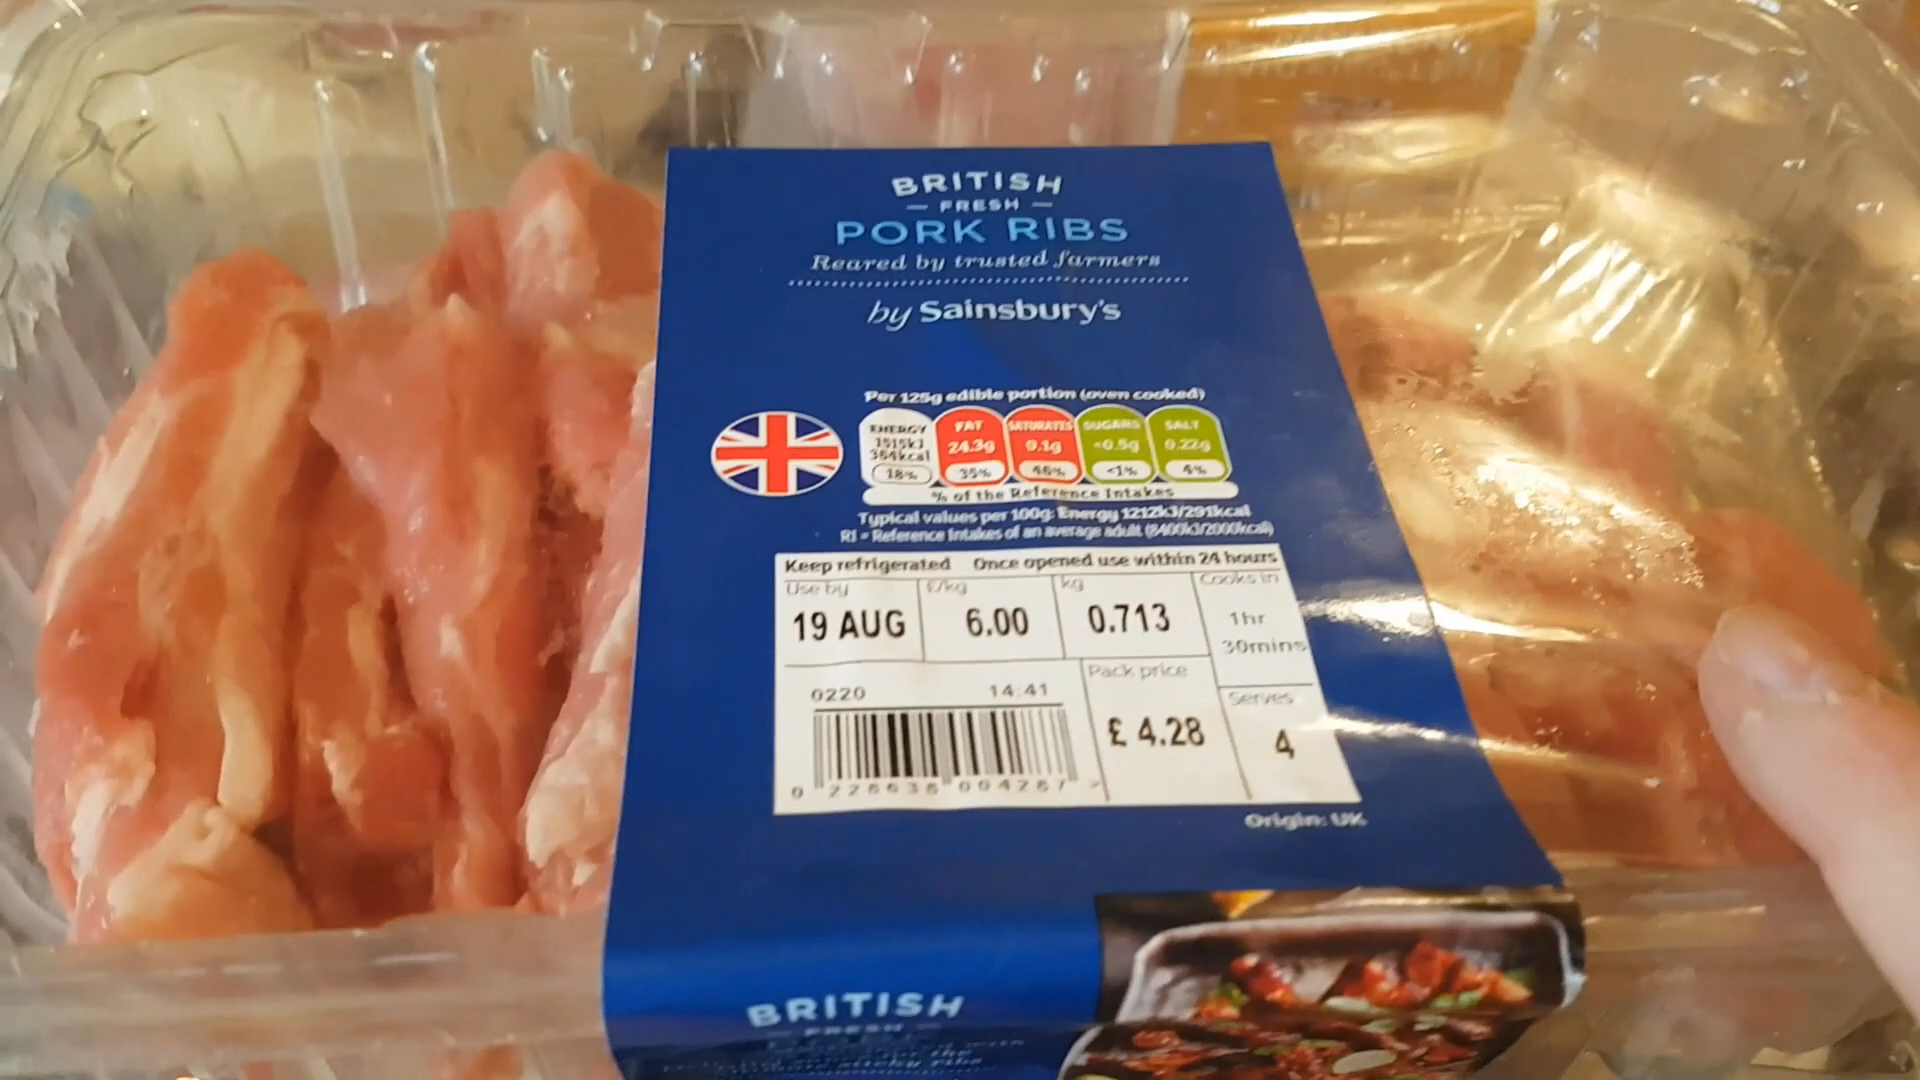 BRITISH
— FRESH —
PORK RIBS
Reared by trusted farmers
by Sainsbury's
Per 125g edible portion (oven cooked)
ENERGY FAT SATURATES SUGARS SALT
1515kJ 364kcal 24.3g 9.1g <0.5g 0.22g
18% 35% 46% <1% 4%
% of the Reference Intakes
Typical values per 100g: Energy 1212kJ/291kcal
RI = Reference Intakes of an average adult (8400kJ/2000kcal)
Keep refrigerated Once opened use within 24 hours
Use by £/kg kg Cooks in
19 AUG 6.00 0.713 1hr
30mins
Pack price Serves
0220 14:41
£ 4.28 4
Origin: UK
BRITISH
FRESH